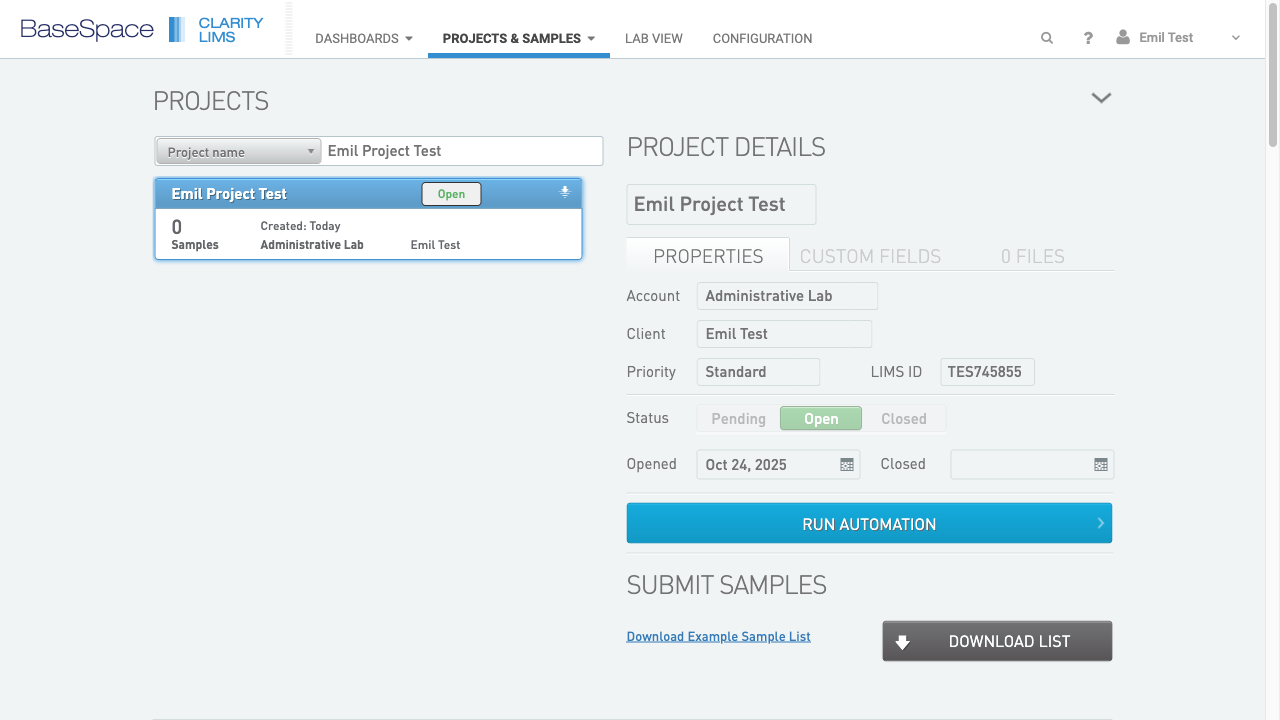 BaseSpace CLARITY LIMS
DASHBOARDS PROJECTS & SAMPLES LAB VIEW CONFIGURATION
? Emil Test
PROJECTS
Project name Emil Project Test
Emil Project Test Open
0 Created: Today
Samples Administrative Lab Emil Test
PROJECT DETAILS
Emil Project Test
PROPERTIES CUSTOM FIELDS 0 FILES
Account Administrative Lab
Client Emil Test
Priority Standard LIMS ID TES745855
Status Pending Open Closed
Opened Oct 24, 2025 Closed
RUN AUTOMATION
SUBMIT SAMPLES
Download Example Sample List DOWNLOAD LIST